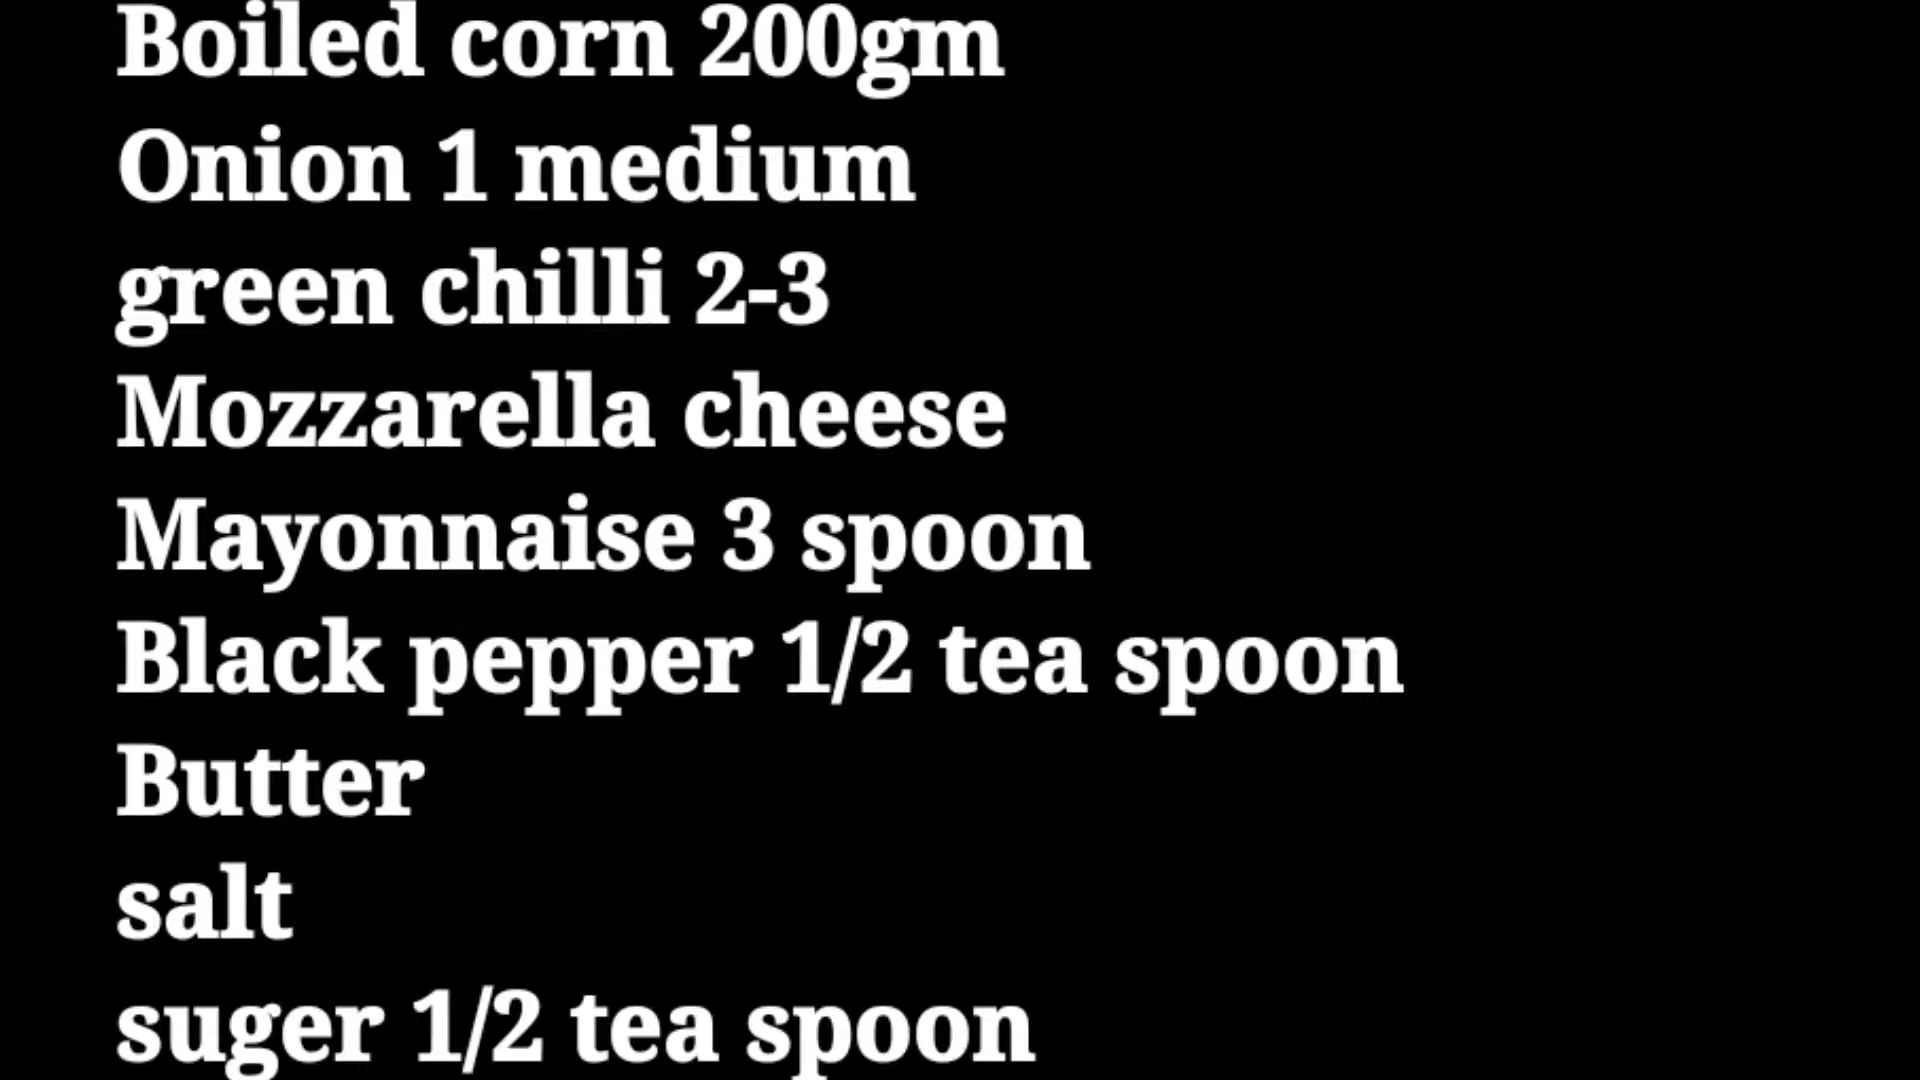 Boiled corn 200gm
Onion 1 medium
green chilli 2-3
Mozzarella cheese
Mayonnaise 3 spoon
Black pepper 1/2 tea spoon
Butter
salt
suger 1/2 tea spoon